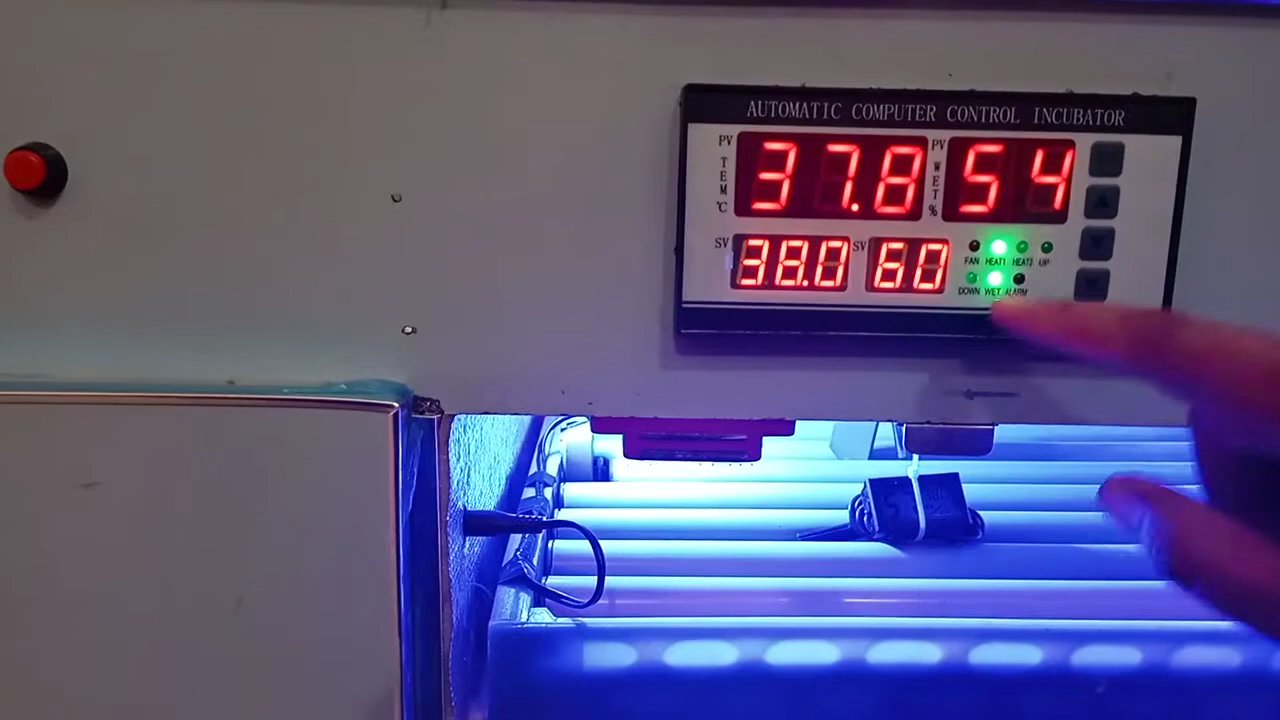 AUTOMATIC COMPUTER CONTROL INCUBATOR
PV TEM ℃ 37.8 PV WET % 54
SV 38.0 SV 60
FAN HEAT1 HEAT2 UP
DOWN WET ALARM